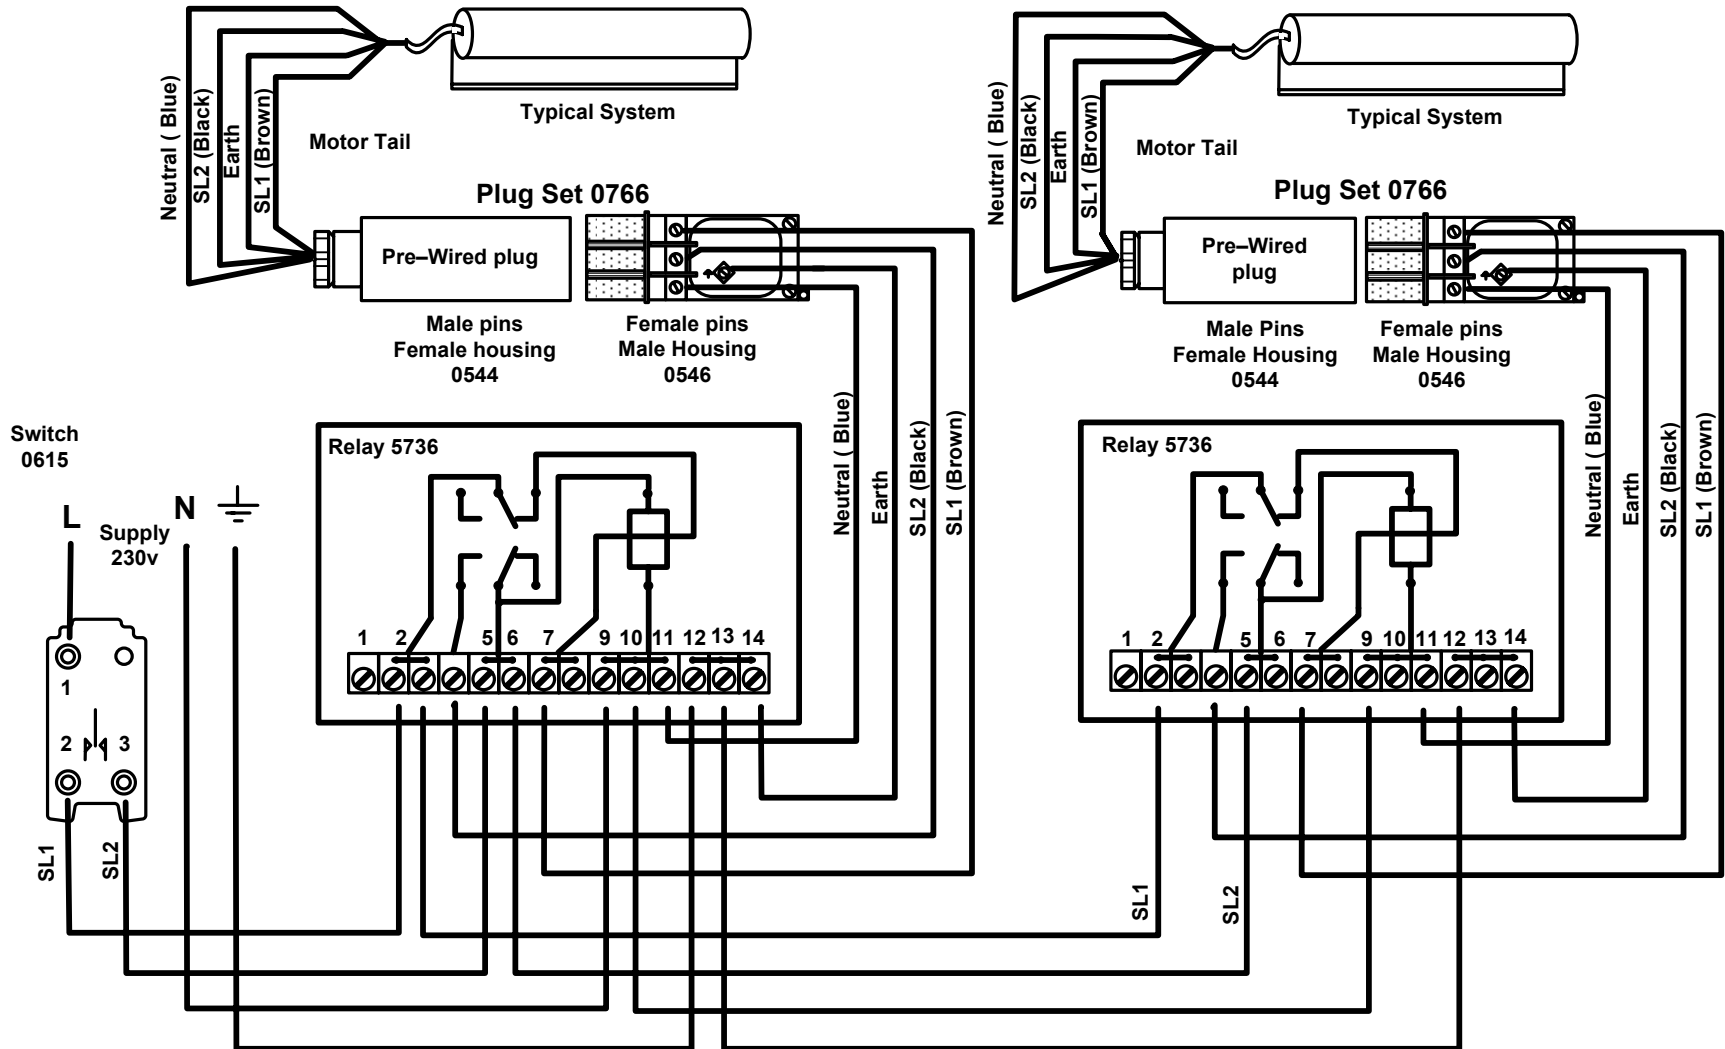 Neutral ( Blue)
SL2 (Black)
Earth
SL1 (Brown)
Motor Tail
Typical System
Plug Set 0766
Pre–Wired plug
Male pins
Female housing
0544
Female pins
Male Housing
0546
Neutral ( Blue)
Earth
SL2 (Black)
SL1 (Brown)
Neutral ( Blue)
SL2 (Black)
Earth
SL1 (Brown)
Motor Tail
Typical System
Plug Set 0766
Pre–Wired
plug
Male Pins
Female Housing
0544
Female pins
Male Housing
0546
Neutral ( Blue)
Earth
SL2 (Black)
SL1 (Brown)
Switch
0615
L
Supply
230v
N
1
2 3
SL1
SL2
Relay 5736
1 2 5 6 7 9 10 11 12 13 14
Relay 5736
1 2 5 6 7 9 10 11 12 13 14
SL1
SL2